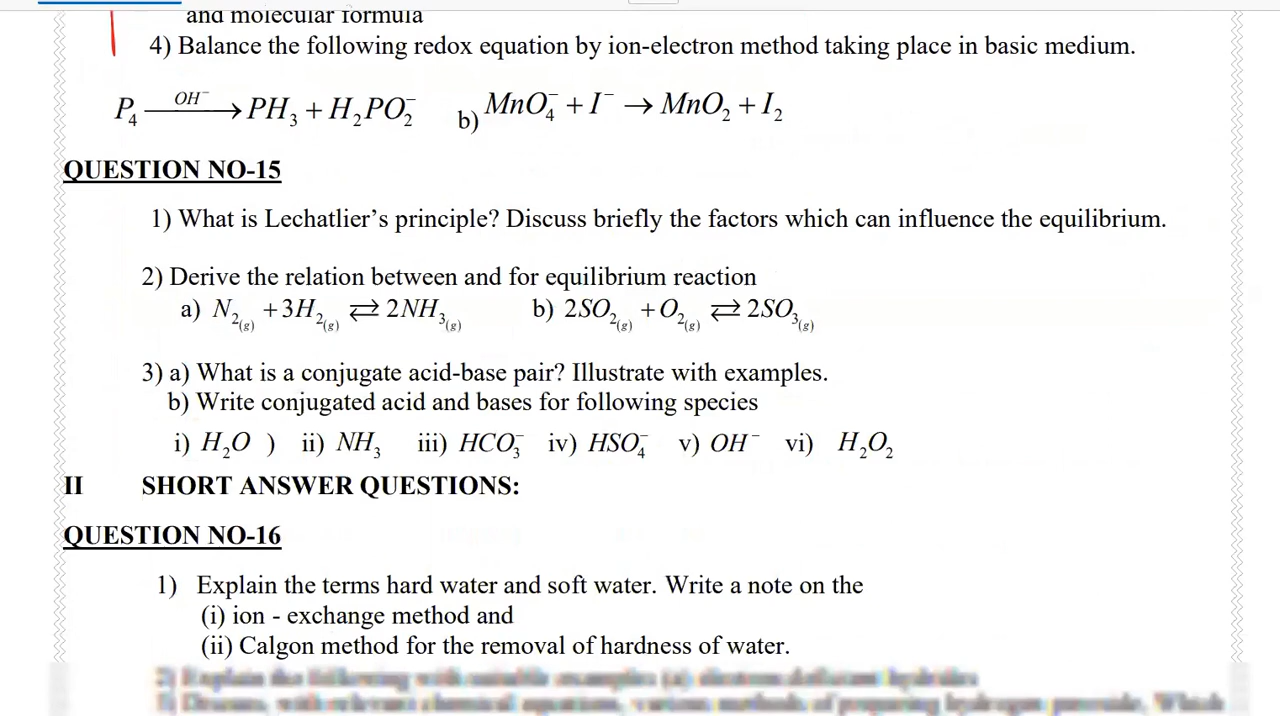 and molecular formula
4) Balance the following redox equation by ion-electron method taking place in basic medium.
P₄ —OH⁻→ PH₃ + H₂PO₂⁻ b) MnO₄⁻ + I⁻ → MnO₂ + I₂
QUESTION NO-15
1) What is Lechatlier’s principle? Discuss briefly the factors which can influence the equilibrium.
2) Derive the relation between and for equilibrium reaction
a) N₂(g) + 3H₂(g) ⇄ 2NH₃(g) b) 2SO₂(g) + O₂(g) ⇄ 2SO₃(g)
3) a) What is a conjugate acid-base pair? Illustrate with examples.
b) Write conjugated acid and bases for following species
i) H₂O ) ii) NH₃ iii) HCO₃⁻ iv) HSO₄⁻ v) OH⁻ vi) H₂O₂
II SHORT ANSWER QUESTIONS:
QUESTION NO-16
1) Explain the terms hard water and soft water. Write a note on the
(i) ion - exchange method and
(ii) Calgon method for the removal of hardness of water.